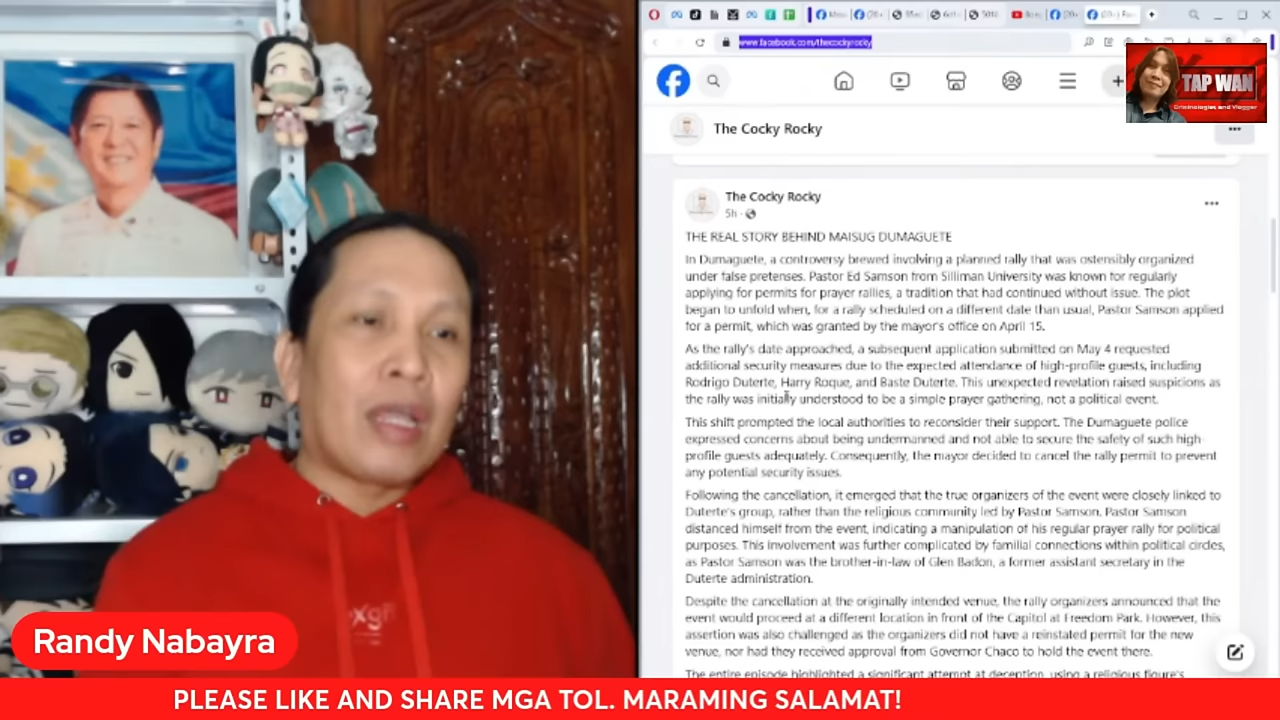 www.facebook.com/thecockyrocky
TAP WAN
Criminologist and Vlogger
The Cocky Rocky
The Cocky Rocky
5h
THE REAL STORY BEHIND MAISUG DUMAGUETE
In Dumaguete, a controversy brewed involving a planned rally that was ostensibly organized
under false pretenses. Pastor Ed Samson from Silliman University was known for regularly
applying for permits for prayer rallies, a tradition that had continued without issue. The plot
began to unfold when, for a rally scheduled on a different date than usual, Pastor Samson applied
for a permit, which was granted by the mayor's office on April 15.
As the rally's date approached, a subsequent application submitted on May 4 requested
additional security measures due to the expected attendance of high-profile guests, including
Rodrigo Duterte, Harry Roque, and Baste Duterte. This unexpected revelation raised suspicions as
the rally was initially understood to be a simple prayer gathering, not a political event.
This shift prompted the local authorities to reconsider their support. The Dumaguete police
expressed concerns about being undermanned and not able to secure the safety of such high-
profile guests adequately. Consequently, the mayor decided to cancel the rally permit to prevent
any potential security issues.
Following the cancellation, it emerged that the true organizers of the event were closely linked to
Duterte's group, rather than the religious community led by Pastor Samson. Pastor Samson
distanced himself from the event, indicating a manipulation of his regular prayer rally for political
purposes. This involvement was further complicated by familial connections within political circles,
as Pastor Samson was the brother-in-law of Glen Badon, a former assistant secretary in the
Duterte administration.
Despite the cancellation at the originally intended venue, the rally organizers announced that the
event would proceed at a different location in front of the Capitol at Freedom Park. However, this
assertion was also challenged as the organizers did not have a reinstated permit for the new
venue, nor had they received approval from Governor Chaco to hold the event there.
The entire episode highlighted a significant attempt at deception, using a religious figure's
Randy Nabayra
PLEASE LIKE AND SHARE MGA TOL. MARAMING SALAMAT!